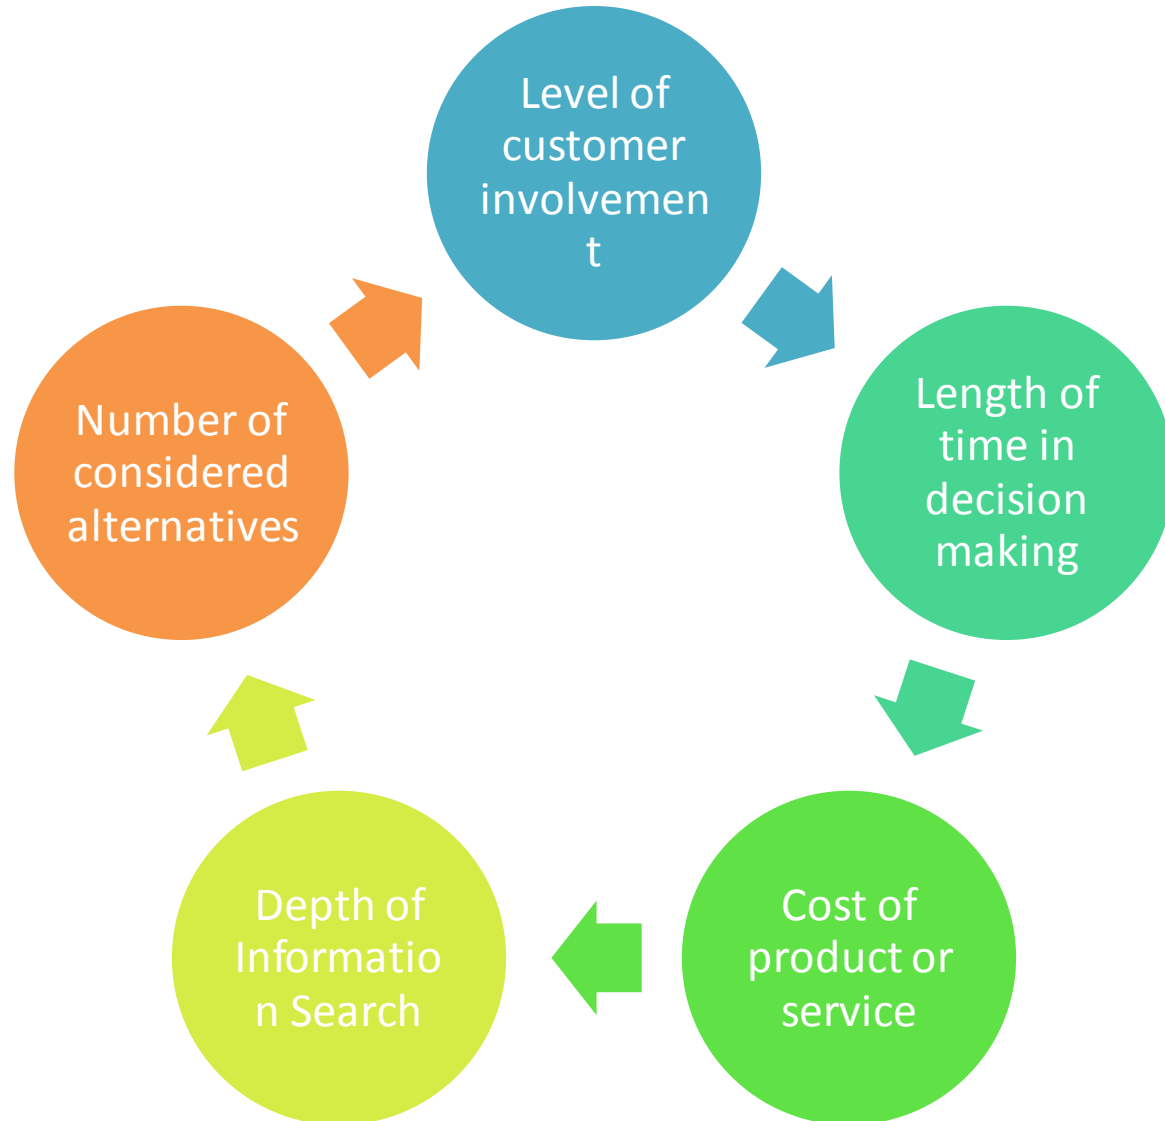 Level of
customer
involvemen
t
Length of
time in
decision
making
Cost of
product or
service
Depth of
Informatio
n Search
Number of
considered
alternatives